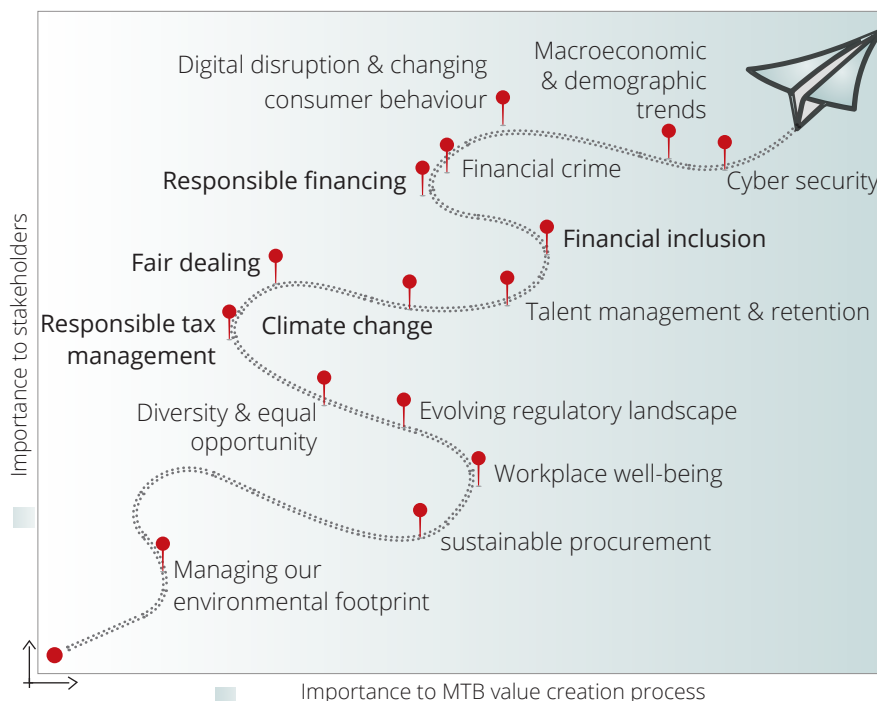 Digital disruption & changing
consumer behaviour
Macroeconomic
& demographic
trends
Financial crime
Cyber security
Responsible financing
Financial inclusion
Fair dealing
Talent management & retention
Climate change
Responsible tax
management
Diversity & equal
opportunity
Evolving regulatory landscape
Workplace well-being
sustainable procurement
Managing our
environmental footprint
Importance to stakeholders
Importance to MTB value creation process